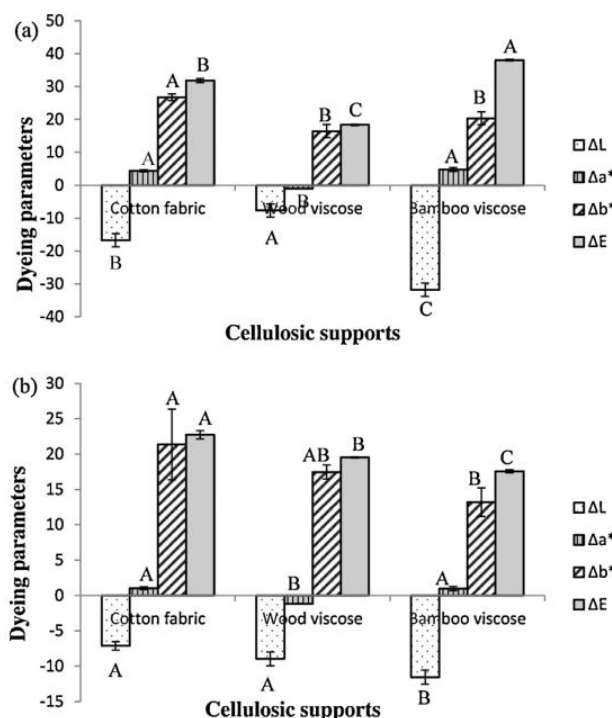 (a)
50
40
30
20
10
0
-10
-20
-30
-40
Dyeing parameters
B A A B
A B B C
C A B A
Cotton fabric Wood viscose Bamboo viscose
Cellulosic supports
ΔL
Δa*
Δb*
ΔE
(b)
30
25
20
15
10
5
0
-5
-10
-15
Dyeing parameters
A A A A
A B AB B
B A B C
Cotton fabric Wood viscose Bamboo viscose
Cellulosic supports
ΔL
Δa*
Δb*
ΔE